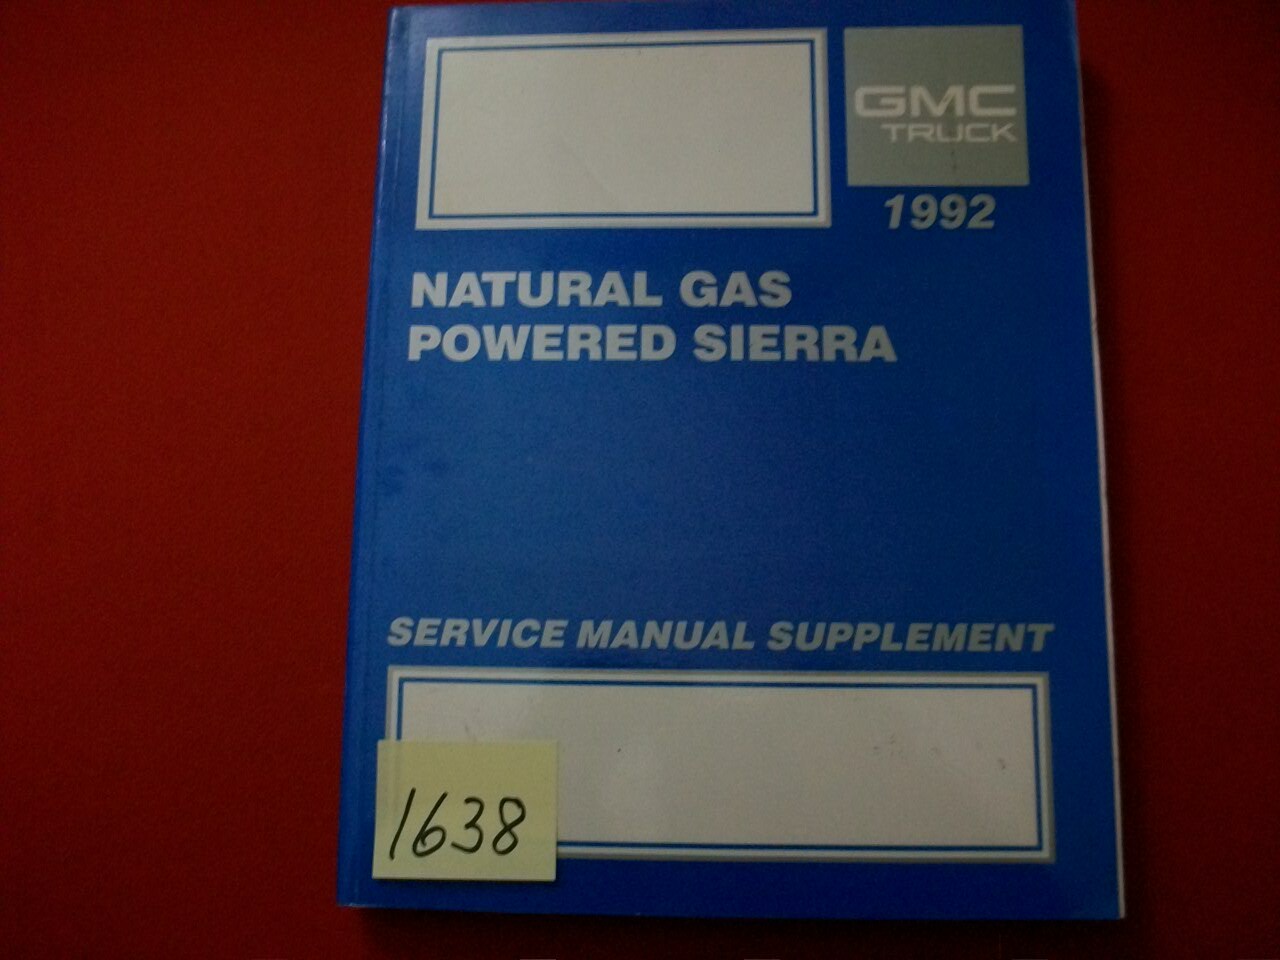 GMC
TRUCK
1992
NATURAL GAS
POWERED SIERRA
SERVICE MANUAL SUPPLEMENT
1638